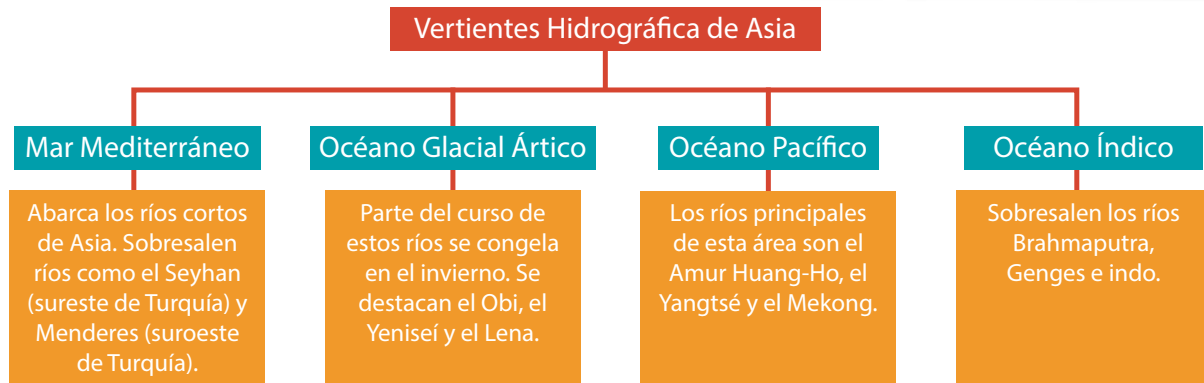 Vertientes Hidrográfica de Asia
Mar Mediterráneo
Abarca los ríos cortos
de Asia. Sobresalen
ríos como el Seyhan
(sureste de Turquía) y
Menderes (suroeste
de Turquía).
Océano Glacial Ártico
Parte del curso de
estos ríos se congela
en el invierno. Se
destacan el Obi, el
Yeniseí y el Lena.
Océano Pacífico
Los ríos principales
de esta área son el
Amur Huang-Ho, el
Yangtsé y el Mekong.
Océano Índico
Sobresalen los ríos
Brahmaputra,
Genges e indo.